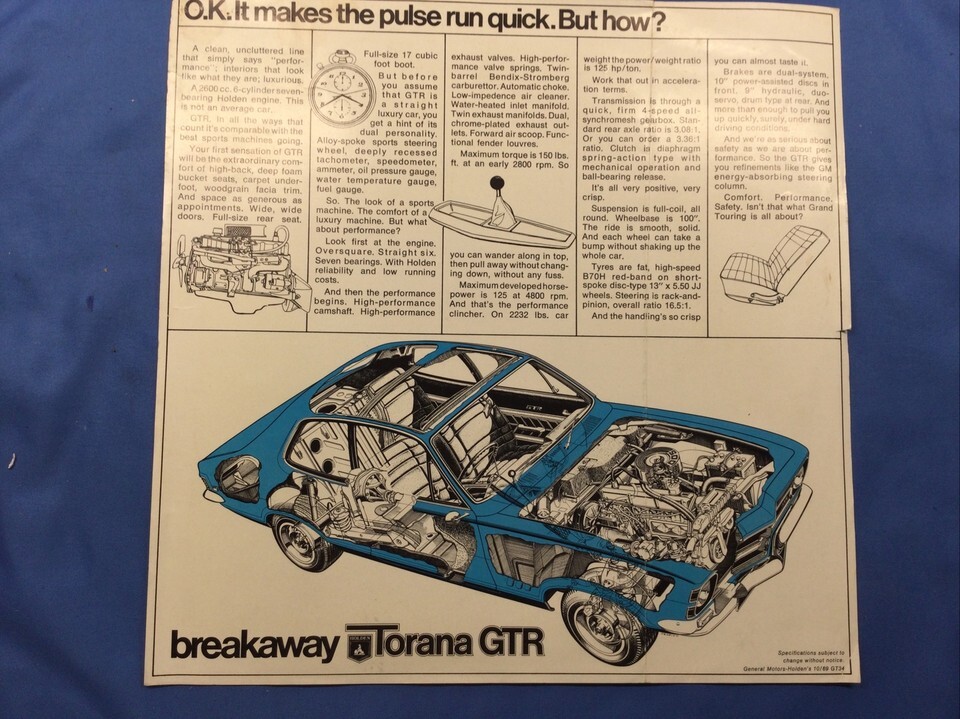 O.K. It makes the pulse run quick. But how?
A clean, uncluttered line
that simply says "perfor-
mance"; interiors that look
like what they are; luxurious.
A 2600 cc. 6-cylinder seven-
bearing Holden engine. This
is not an average car.
GTR. In all the ways that
count it's comparable with the
best sports machines going.
Your first sensation of GTR
will be the extraordinary com-
fort of high-back, deep foam
bucket seats, carpet under-
foot, woodgrain facia trim.
And space as generous as
appointments. Wide, wide
doors. Full-size rear seat.
Full-size 17 cubic
foot boot.
But before
you assume
that GTR is
a straight
luxury car, you
get a hint of its
dual personality.
Alloy-spoke sports steering
wheel, deeply recessed
tachometer, speedometer,
ammeter, oil pressure gauge,
water temperature gauge,
fuel gauge.
So. The look of a sports
machine. The comfort of a
luxury machine. But what
about performance?
Look first at the engine.
Oversquare. Straight six.
Seven bearings. With Holden
reliability and low running
costs.
And then the performance
begins. High-performance
camshaft. High-performance
exhaust valves. High-perfor-
mance valve springs. Twin-
barrel Bendix-Stromberg
carburettor. Automatic choke.
Low-impedence air cleaner.
Water-heated inlet manifold.
Twin exhaust manifolds. Dual,
chrome-plated exhaust out-
lets. Forward air scoop. Func-
tional fender louvres.
Maximum torque is 150 lbs.
ft. at an early 2800 rpm. So
you can wander along in top,
then pull away without chang-
ing down, without any fuss.
Maximum developed horse-
power is 125 at 4800 rpm.
And that's the performance
clincher. On 2232 lbs. car
weight the power/weight ratio
is 125 hp/ton.
Work that out in accelera-
tion terms.
Transmission is through a
quick, firm 4-speed all-
synchromesh gearbox. Stan-
dard rear axle ratio is 3.08:1.
Or you can order a 3.36:1
ratio. Clutch is diaphragm
spring-action type with
mechanical operation and
ball-bearing release.
It's all very positive, very
crisp.
Suspension is full-coil, all
round. Wheelbase is 100".
The ride is smooth, solid.
And each wheel can take a
bump without shaking up the
whole car.
Tyres are fat, high-speed
B70H red-band on short-
spoke disc-type 13" x 5.50 JJ
wheels. Steering is rack-and-
pinion, overall ratio 16.5:1.
And the handling's so crisp
you can almost taste it.
Brakes are dual-system,
10" power-assisted discs in
front, 9" hydraulic, duo-
servo, drum type at rear. And
more than enough to pull you
up quickly, surely, under hard
driving conditions.
And we're as serious about
safety as we are about per-
formance. So the GTR gives
you refinements like the GM
energy-absorbing steering
column.
Comfort. Performance.
Safety. Isn't that what Grand
Touring is all about?
GTR
breakaway HOLDEN Torana GTR
Specifications subject to
change without notice.
General Motors-Holden's 10/69 GT34